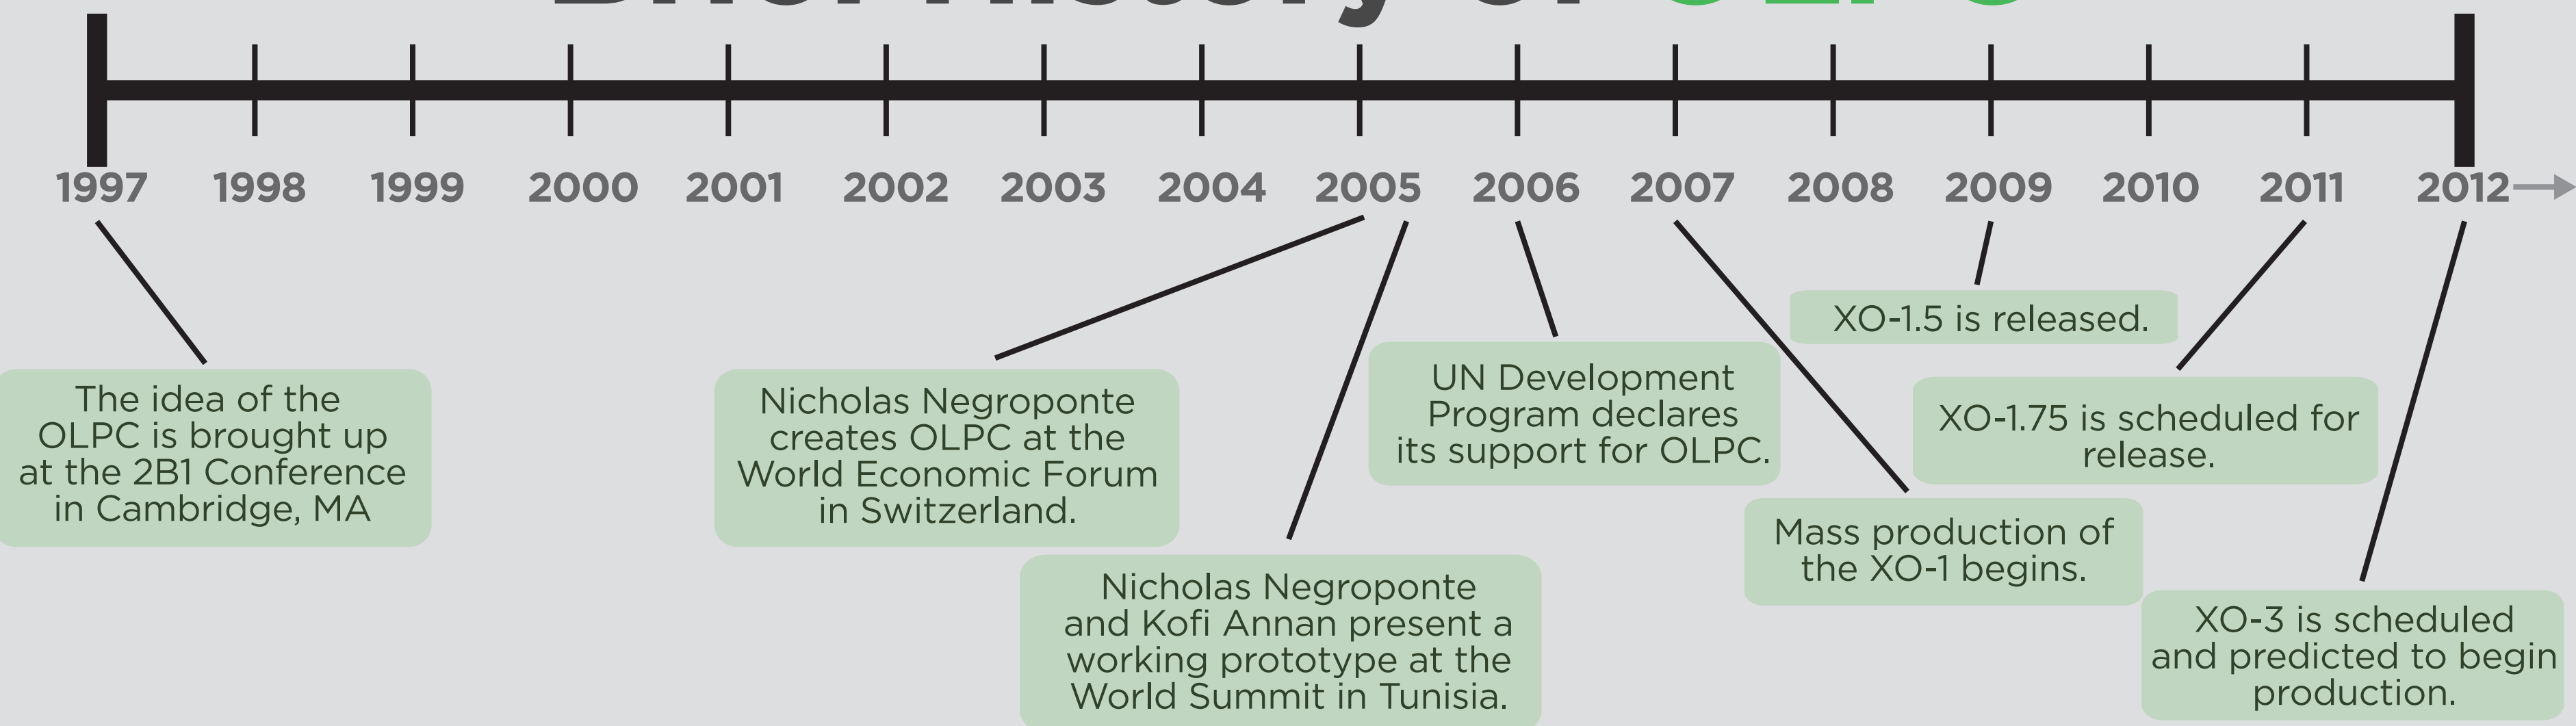 Brief History of OLPC
1997 1998 1999 2000 2001 2002 2003 2004 2005 2006 2007 2008 2009 2010 2011 2012
The idea of the
OLPC is brought up
at the 2B1 Conference
in Cambridge, MA
Nicholas Negroponte
creates OLPC at the
World Economic Forum
in Switzerland.
Nicholas Negroponte
and Kofi Annan present a
working prototype at the
World Summit in Tunisia.
UN Development
Program declares
its support for OLPC.
Mass production of
the XO-1 begins.
XO-1.5 is released.
XO-1.75 is scheduled for
release.
XO-3 is scheduled
and predicted to begin
production.